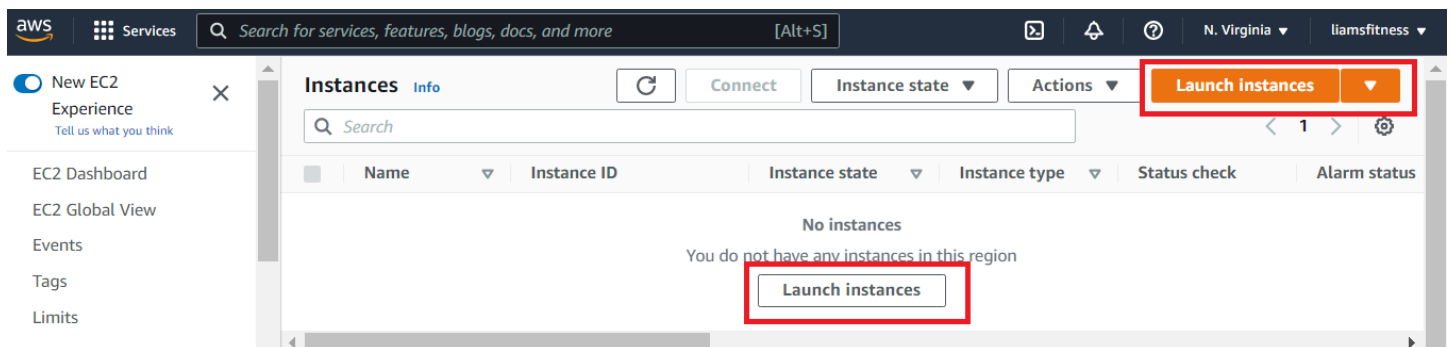 aws
Services
Search for services, features, blogs, docs, and more
[Alt+S]
N. Virginia
liamsfitness
New EC2
Experience
Tell us what you think
EC2 Dashboard
EC2 Global View
Events
Tags
Limits
Instances Info
Connect
Instance state
Actions
Launch instances
Search
1
Name
Instance ID
Instance state
Instance type
Status check
Alarm status
No instances
You do not have any instances in this region
Launch instances